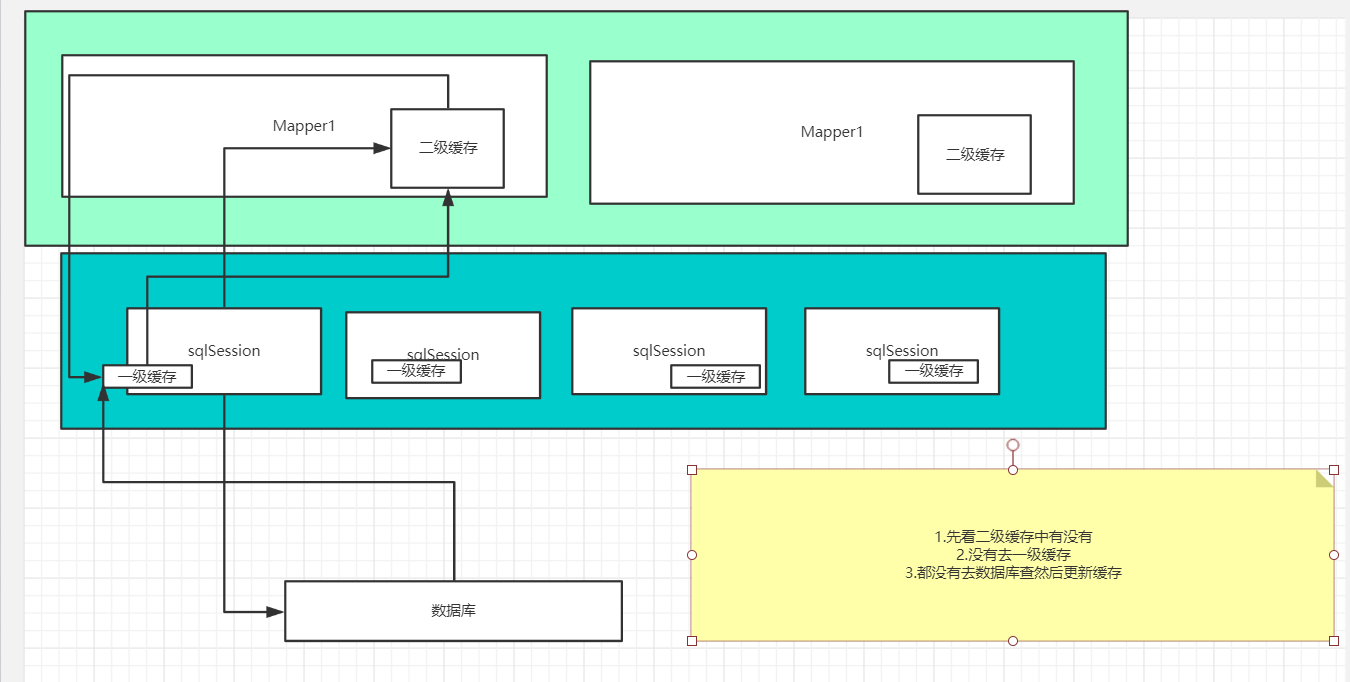 Mapper1
二级缓存
Mapper1
二级缓存
sqlSession
一级缓存
sqlSession
一级缓存
sqlSession
一级缓存
sqlSession
一级缓存
1.先看二级缓存中有没有
2.没有去一级缓存
3.都没有去数据库查然后更新缓存
数据库